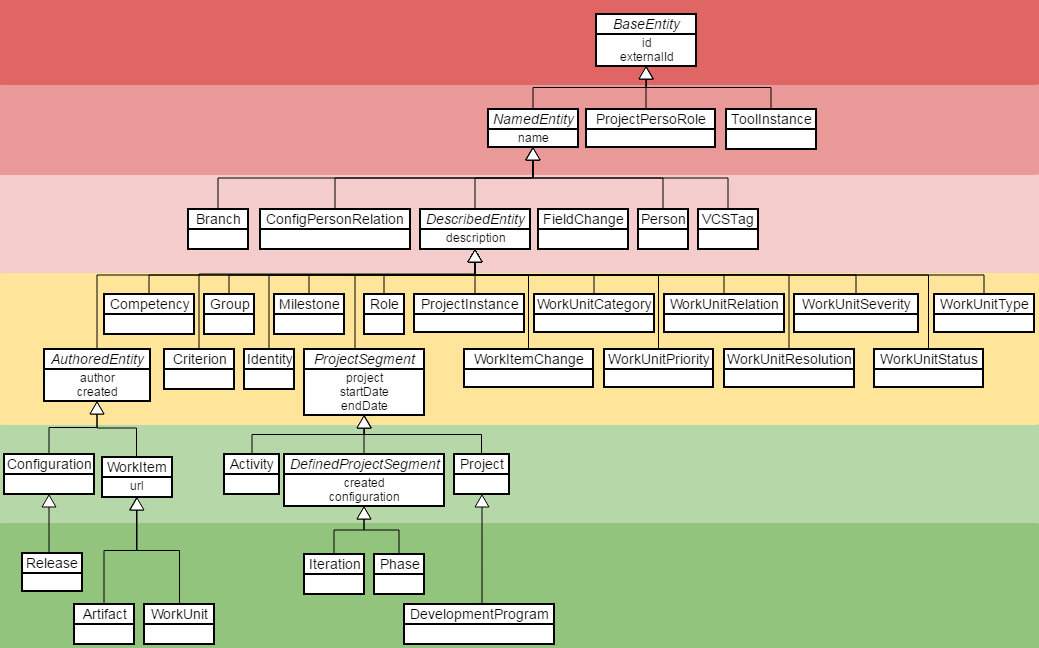 BaseEntity
id
externalId
NamedEntity
name
ProjectPersoRole
ToolInstance
Branch
ConfigPersonRelation
DescribedEntity
description
FieldChange
Person
VCSTag
Competency
Group
Milestone
Role
ProjectInstance
WorkUnitCategory
WorkUnitRelation
WorkUnitSeverity
WorkUnitType
AuthoredEntity
author
created
Criterion
Identity
ProjectSegment
project
startDate
endDate
WorkItemChange
WorkUnitPriority
WorkUnitResolution
WorkUnitStatus
Configuration
WorkItem
url
Activity
DefinedProjectSegment
created
configuration
Project
Release
Iteration
Phase
Artifact
WorkUnit
DevelopmentProgram